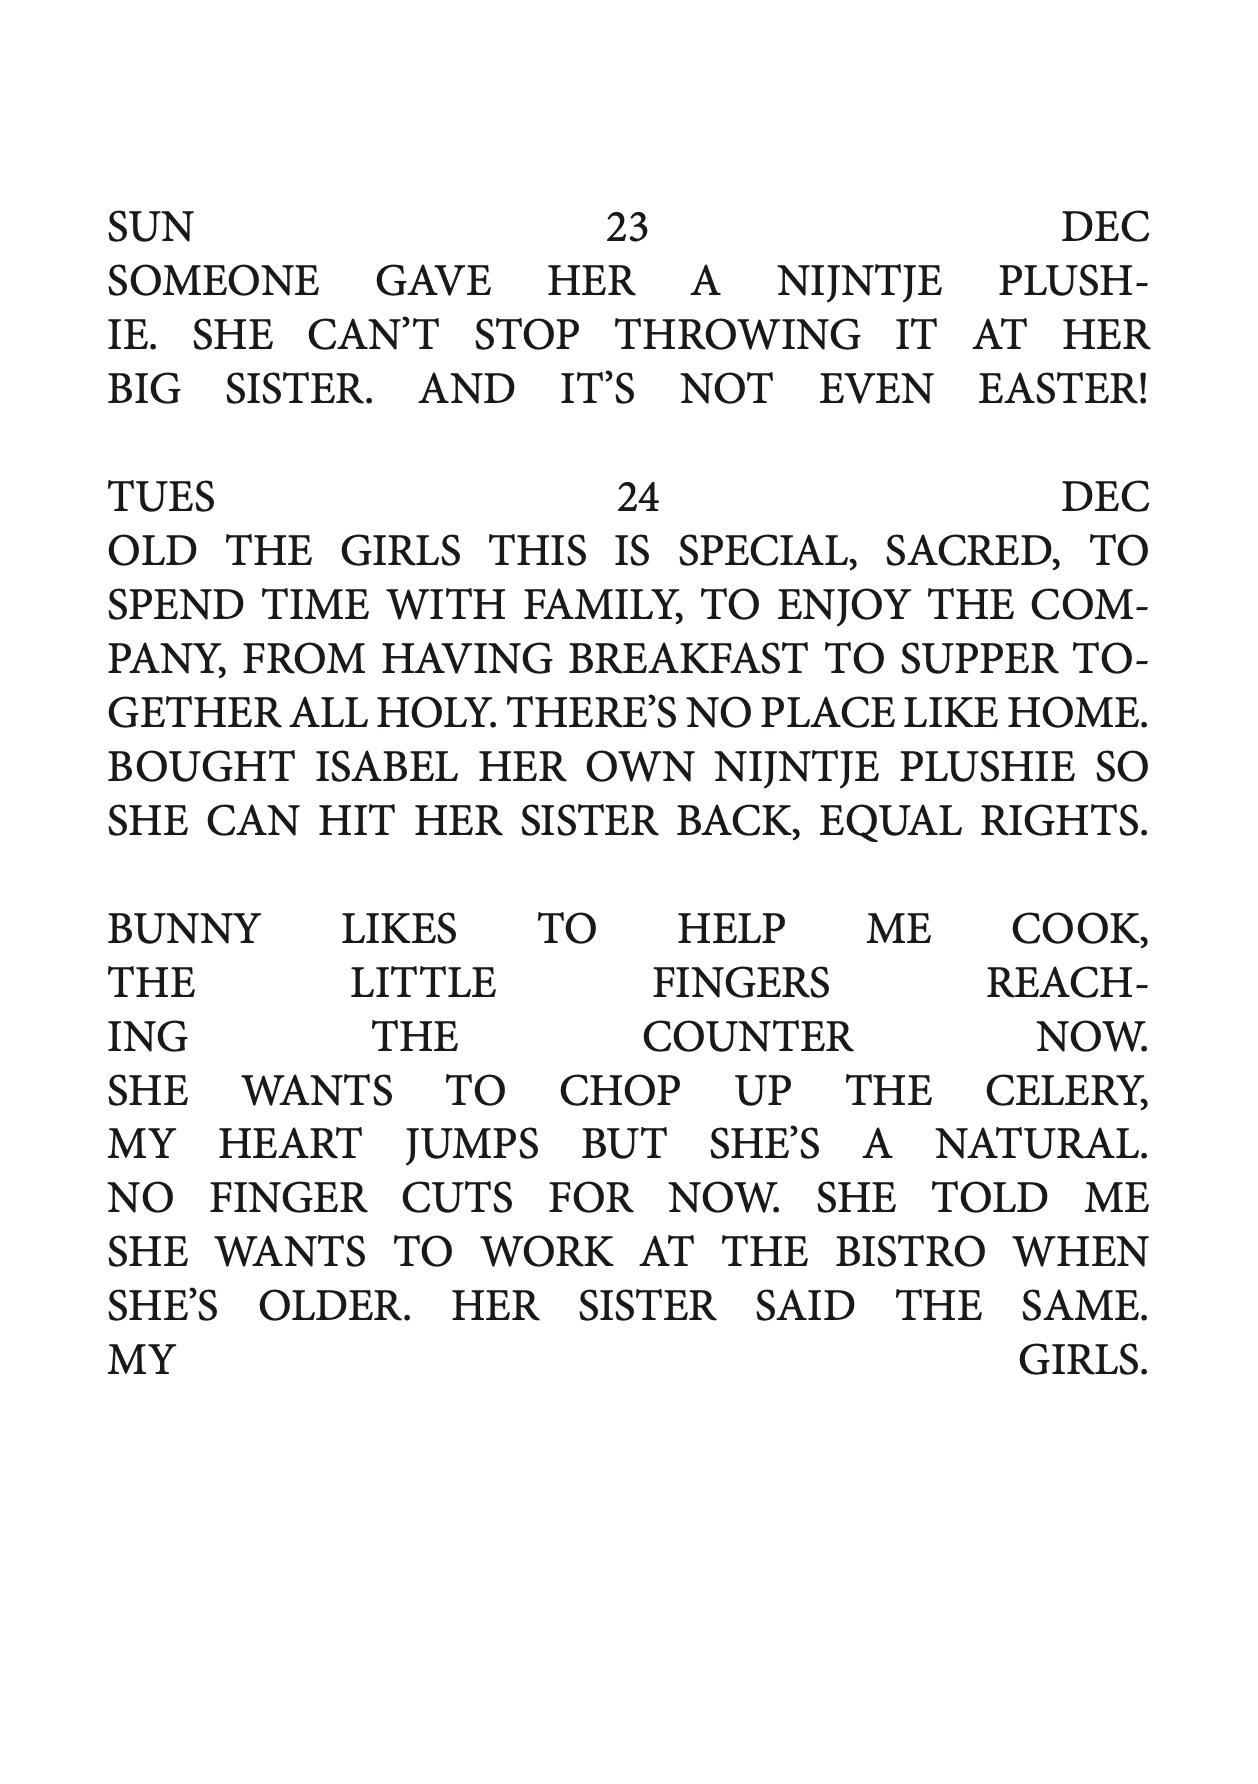 SUN 23 DEC
SOMEONE GAVE HER A NIJNTJE PLUSH-
IE. SHE CAN’T STOP THROWING IT AT HER
BIG SISTER. AND IT’S NOT EVEN EASTER!
TUES 24 DEC
OLD THE GIRLS THIS IS SPECIAL, SACRED, TO
SPEND TIME WITH FAMILY, TO ENJOY THE COM-
PANY, FROM HAVING BREAKFAST TO SUPPER TO-
GETHER ALL HOLY. THERE’S NO PLACE LIKE HOME.
BOUGHT ISABEL HER OWN NIJNTJE PLUSHIE SO
SHE CAN HIT HER SISTER BACK, EQUAL RIGHTS.
BUNNY LIKES TO HELP ME COOK,
THE LITTLE FINGERS REACH-
ING THE COUNTER NOW.
SHE WANTS TO CHOP UP THE CELERY,
MY HEART JUMPS BUT SHE’S A NATURAL.
NO FINGER CUTS FOR NOW. SHE TOLD ME
SHE WANTS TO WORK AT THE BISTRO WHEN
SHE’S OLDER. HER SISTER SAID THE SAME.
MY GIRLS.